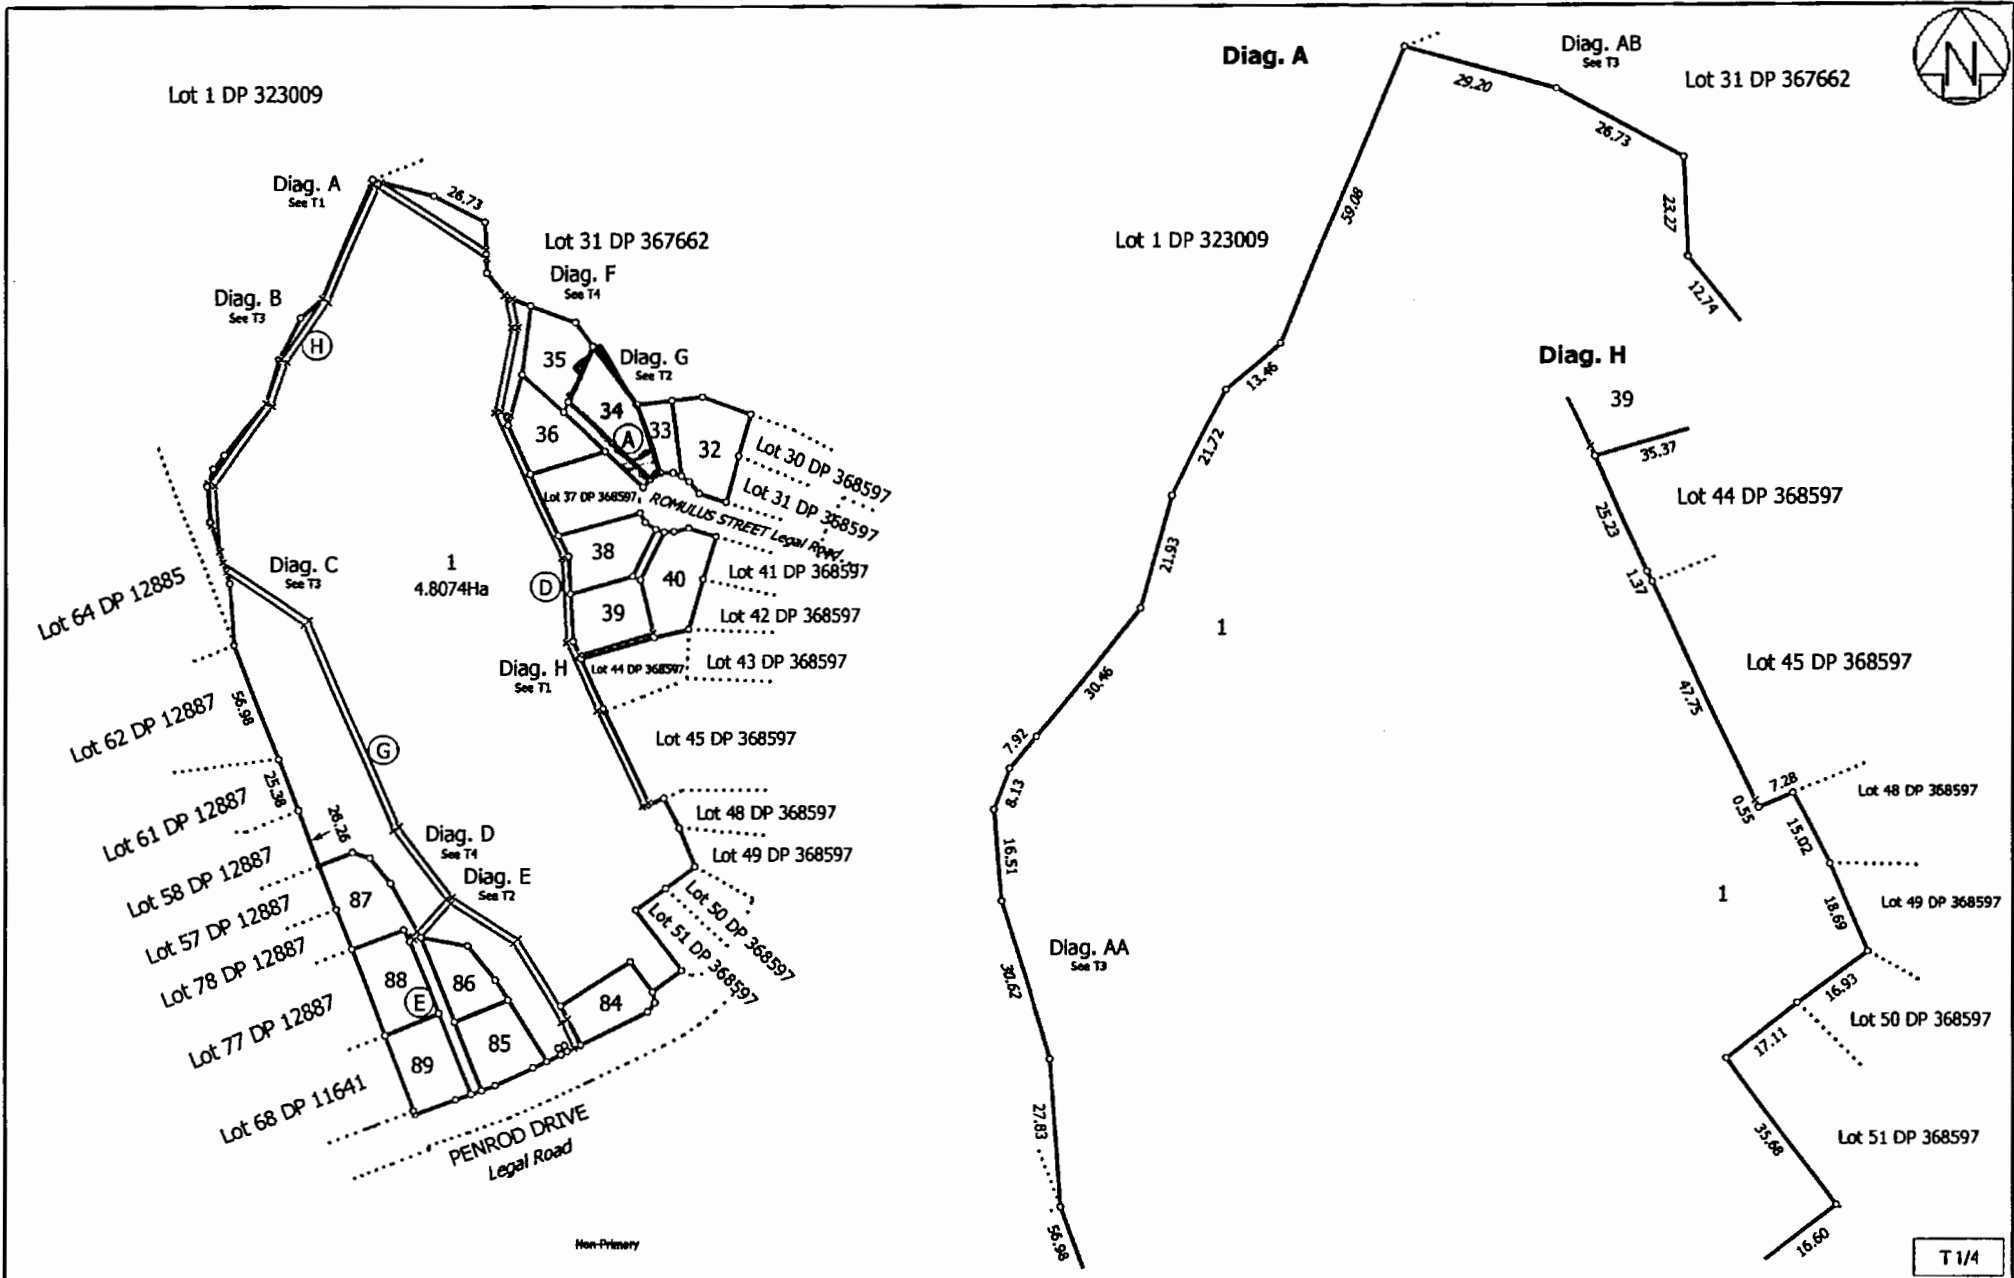 Lot 1 DP 323009
Diag. A
See T1
26.73
Lot 31 DP 367662
Diag. F
See T4
Diag. B
See T3
H
35
Diag. G
See T2
34
A
33
32
36
Lot 30 DP 368597
Lot 31 DP 368597
Lot 37 DP 368597
ROMULUS STREET Legal Road
38
40
Lot 41 DP 368597
Diag. C
See T3
1
4.8074Ha
D
39
Lot 42 DP 368597
Lot 64 DP 12885
Diag. H
See T1
Lot 44 DP 368597
Lot 43 DP 368597
Lot 62 DP 12887
56.98
G
Lot 45 DP 368597
25.38
Lot 61 DP 12887
26.26
Diag. D
See T4
Lot 48 DP 368597
Lot 49 DP 368597
Lot 58 DP 12887
Diag. E
See T2
87
Lot 50 DP 368597
Lot 51 DP 368597
Lot 57 DP 12887
Lot 78 DP 12887
88
86
E
84
Lot 77 DP 12887
85
89
Lot 68 DP 11641
PENROD DRIVE
Legal Road
Non-Primary
Diag. A
29.20
Diag. AB
See T3
Lot 31 DP 367662
N
26.73
59.08
23.27
Lot 1 DP 323009
12.74
13.46
21.72
21.93
1
30.46
7.92
8.13
16.51
Diag. AA
See T3
30.62
27.83
56.98
Diag. H
39
35.37
Lot 44 DP 368597
25.23
1.37
Lot 45 DP 368597
47.75
7.28
0.55
Lot 48 DP 368597
15.02
1
18.69
Lot 49 DP 368597
16.93
Lot 50 DP 368597
17.11
35.68
Lot 51 DP 368597
16.60
T 1/4